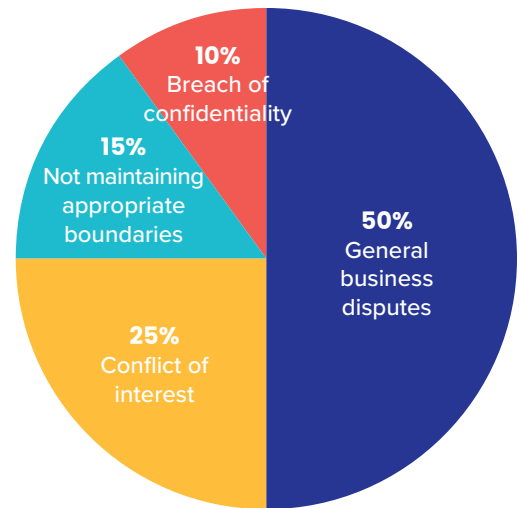 10%
Breach of
confidentiality
15%
Not maintaining
appropriate
boundaries
50%
General
business
disputes
25%
Conflict of
interest